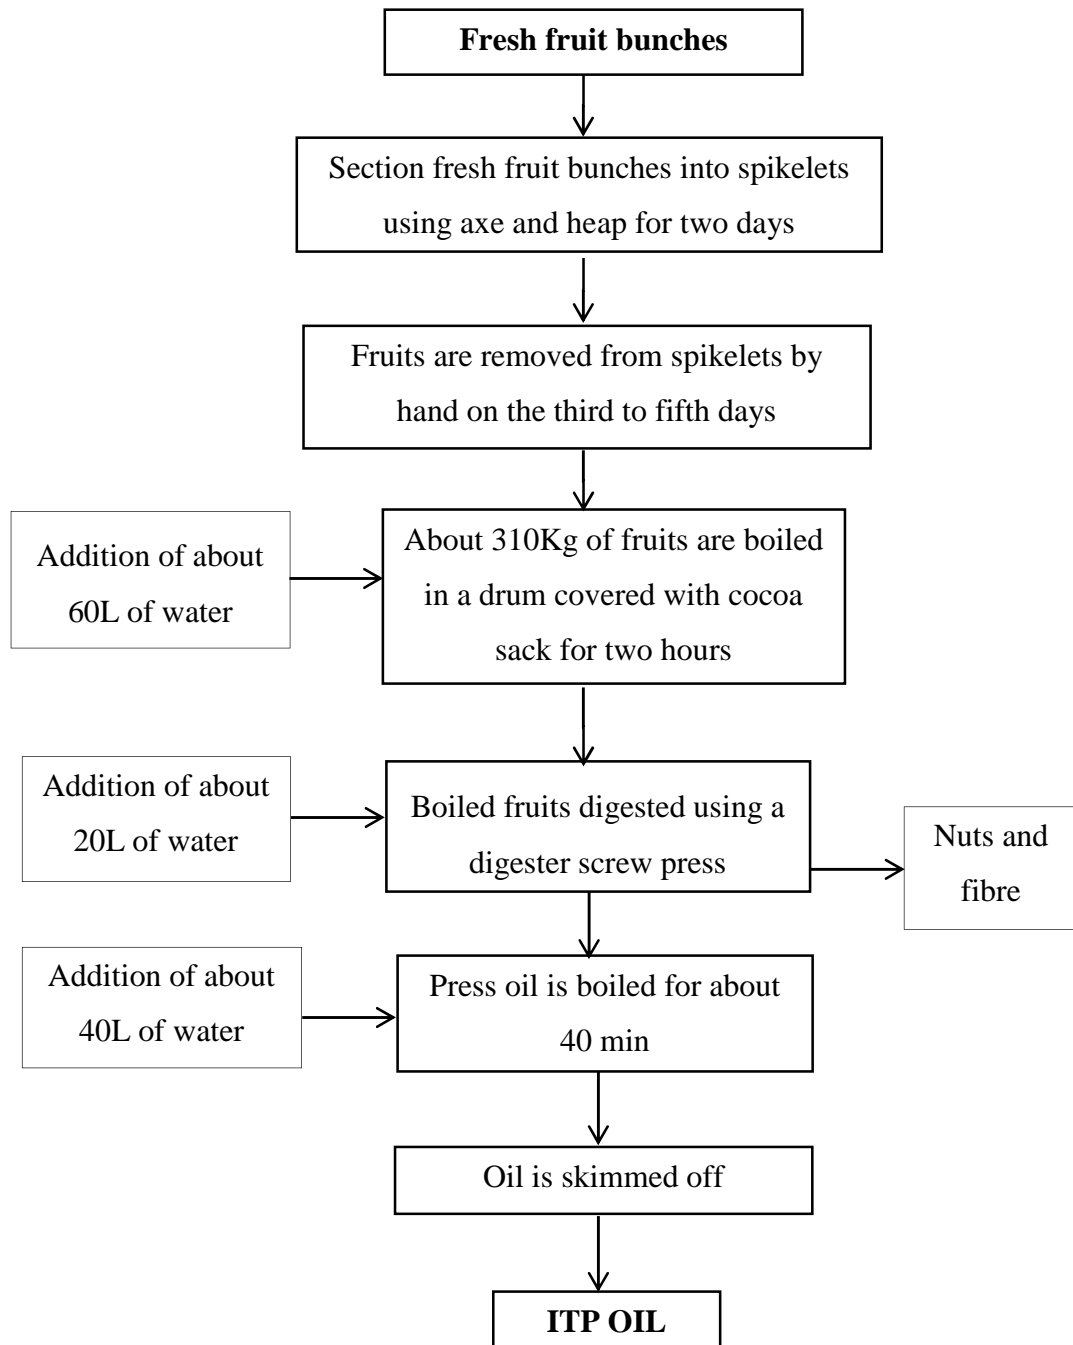 Fresh fruit bunches
Section fresh fruit bunches into spikelets
using axe and heap for two days
Fruits are removed from spikelets by
hand on the third to fifth days
Addition of about
60L of water
About 310Kg of fruits are boiled
in a drum covered with cocoa
sack for two hours
Addition of about
20L of water
Boiled fruits digested using a
digester screw press
Nuts and
fibre
Addition of about
40L of water
Press oil is boiled for about
40 min
Oil is skimmed off
ITP OIL